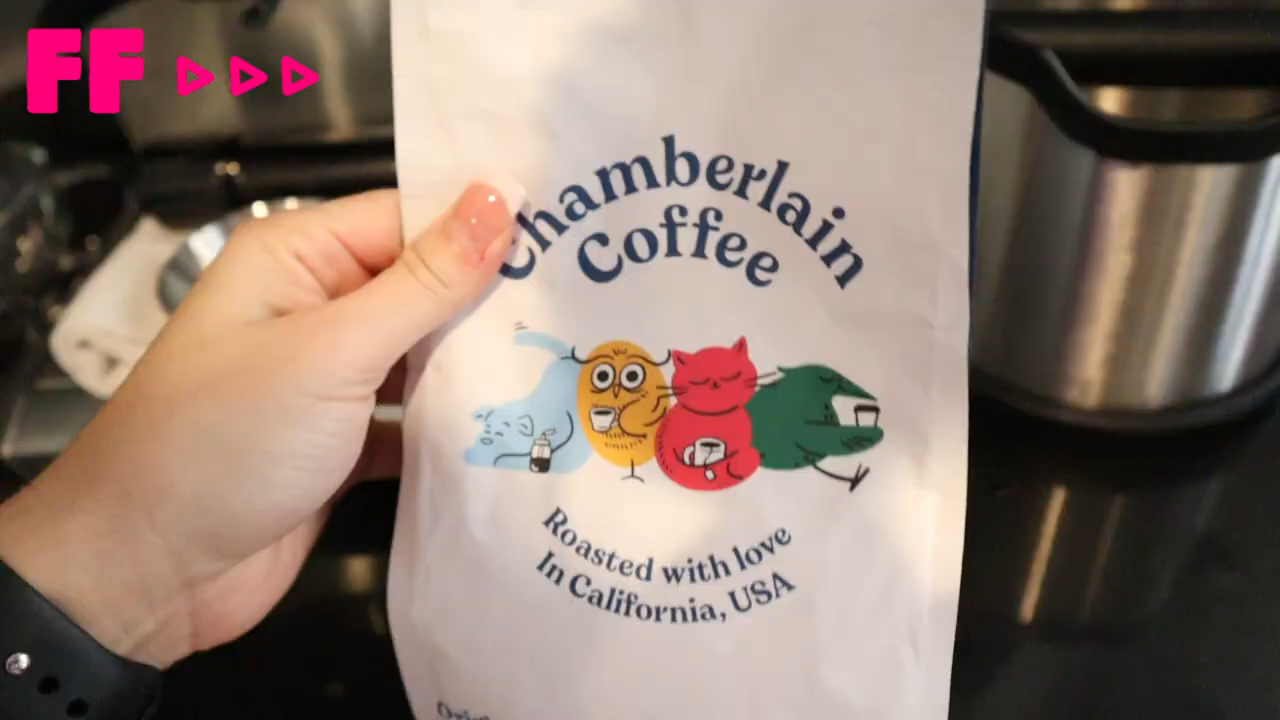 FF
Chamberlain
Coffee
Roasted with love
In California, USA